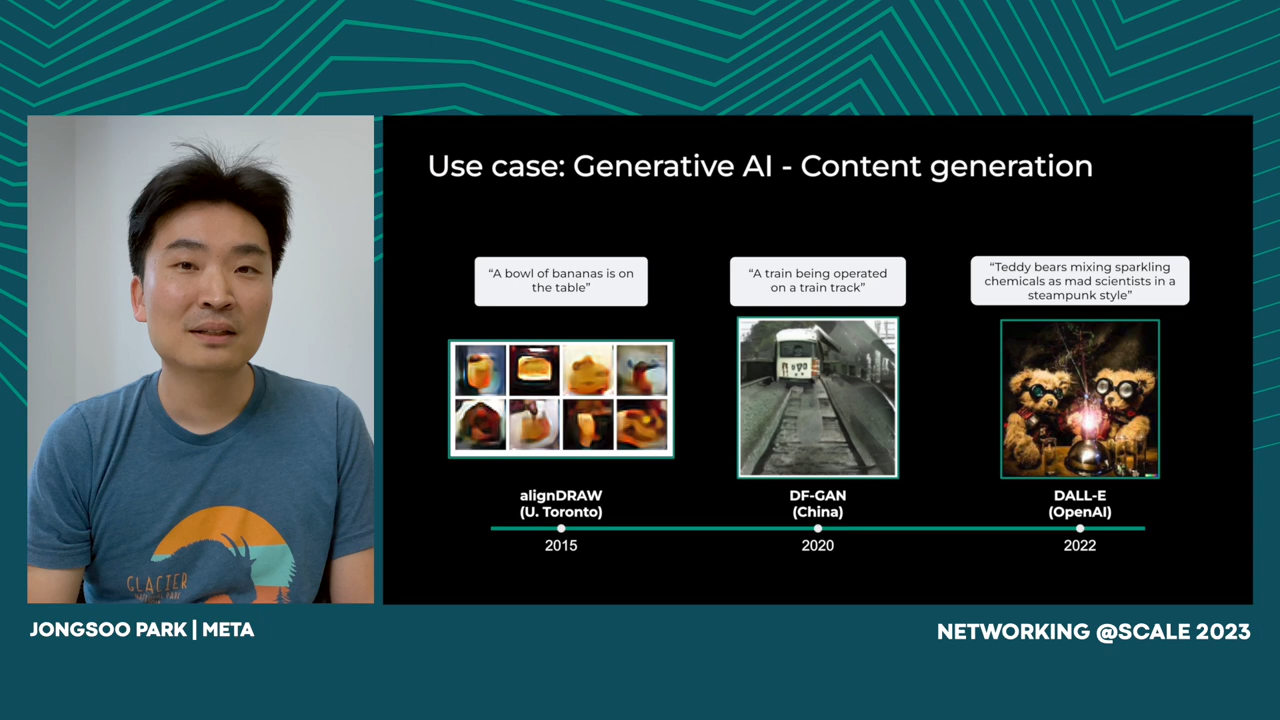 Use case: Generative AI - Content generation
“A bowl of bananas is on
the table”
“A train being operated
on a train track”
“Teddy bears mixing sparkling
chemicals as mad scientists in a
steampunk style”
alignDRAW
(U. Toronto)
2015
DF-GAN
(China)
2020
DALL-E
(OpenAI)
2022
GLACIER
JONGSOO PARK | META
NETWORKING @SCALE 2023